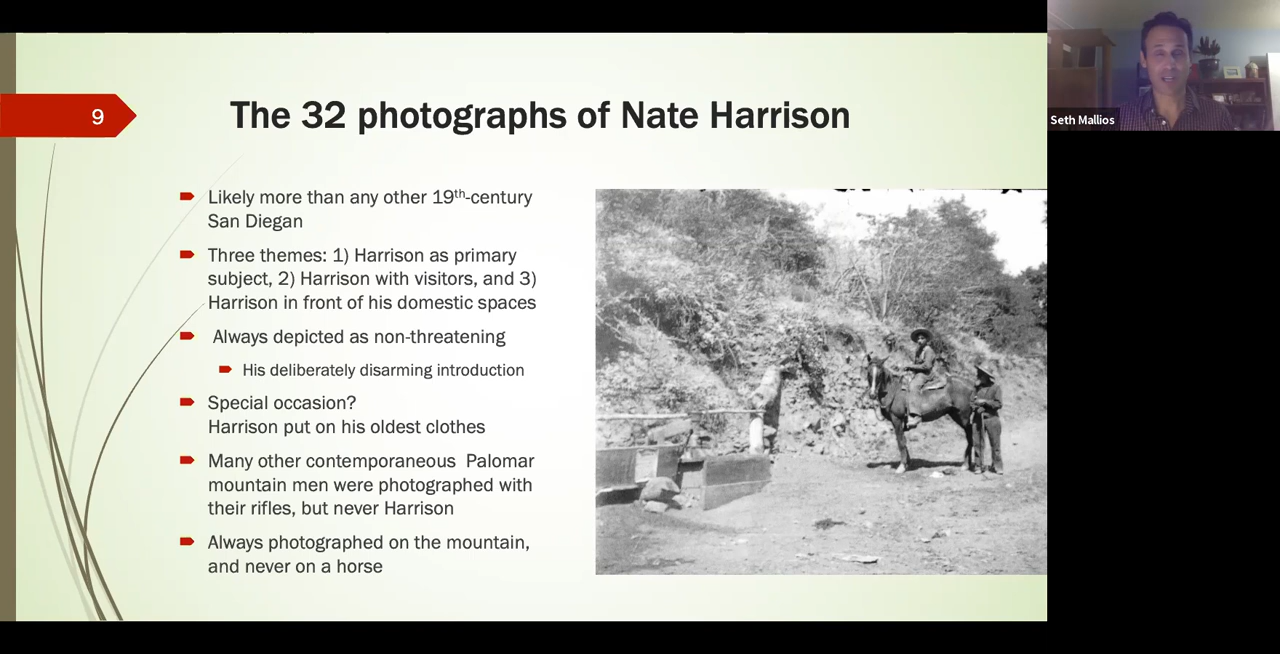 9
The 32 photographs of Nate Harrison
Likely more than any other 19th-century
San Diegan
Three themes: 1) Harrison as primary
subject, 2) Harrison with visitors, and 3)
Harrison in front of his domestic spaces
Always depicted as non-threatening
His deliberately disarming introduction
Special occasion?
Harrison put on his oldest clothes
Many other contemporaneous  Palomar
mountain men were photographed with
their rifles, but never Harrison
Always photographed on the mountain,
and never on a horse
Seth Mallios